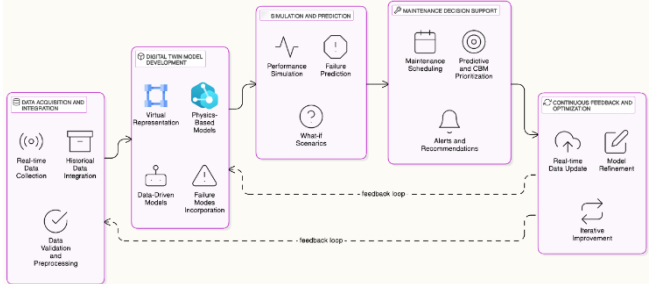 DATA ACQUISITION AND
INTEGRATION
Real-time
Data
Collection
Historical
Data
Integration
Data
Validation
and
Preprocessing
DIGITAL TWIN MODEL
DEVELOPMENT
Virtual
Representation
Physics-
Based
Models
Data-Driven
Models
Failure
Modes
Incorporation
SIMULATION AND PREDICTION
Performance
Simulation
Failure
Prediction
What-if
Scenarios
MAINTENANCE DECISION SUPPORT
Maintenance
Scheduling
Predictive
and CBM
Prioritization
Alerts and
Recommendations
CONTINUOUS FEEDBACK AND
OPTIMIZATION
Real-time
Data Update
Model
Refinement
Iterative
Improvement
feedback loop
feedback loop